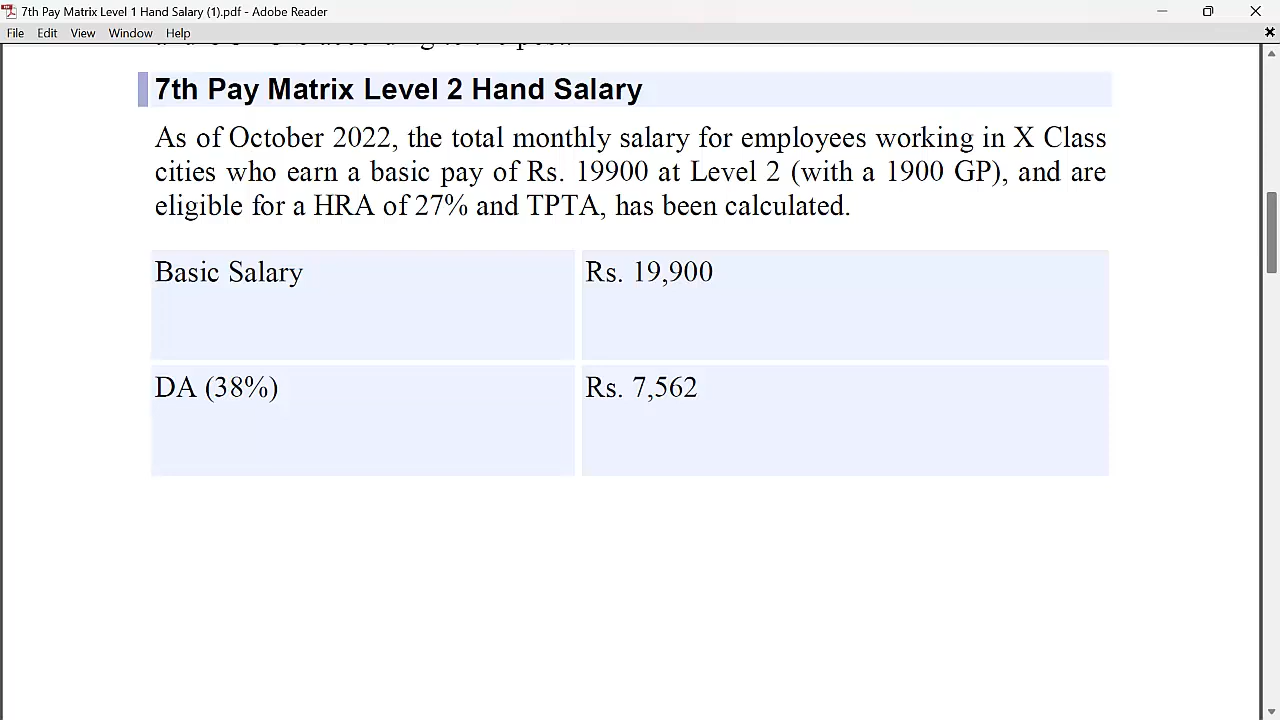 7th Pay Matrix Level 1 Hand Salary (1).pdf - Adobe Reader
File Edit View Window Help
7th Pay Matrix Level 2 Hand Salary
As of October 2022, the total monthly salary for employees working in X Class
cities who earn a basic pay of Rs. 19900 at Level 2 (with a 1900 GP), and are
eligible for a HRA of 27% and TPTA, has been calculated.
Basic Salary Rs. 19,900
DA (38%) Rs. 7,562